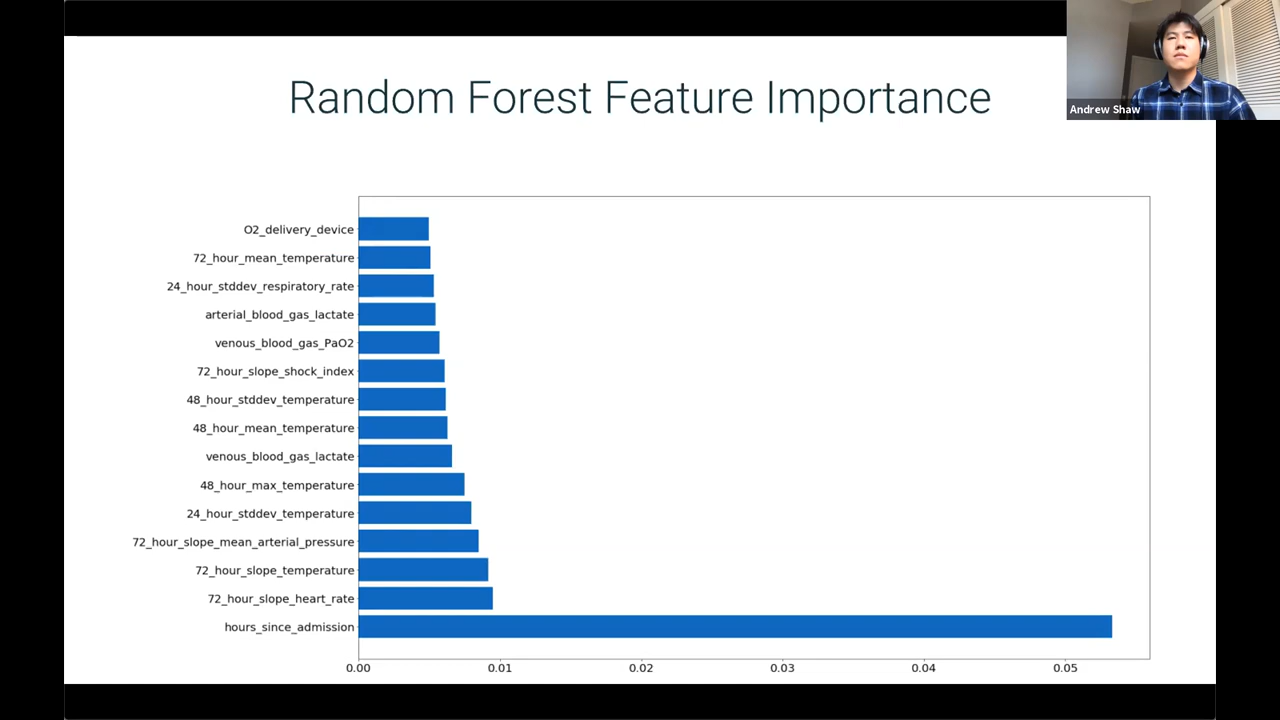 Random Forest Feature Importance
Andrew Shaw
O2_delivery_device
72_hour_mean_temperature
24_hour_stddev_respiratory_rate
arterial_blood_gas_lactate
venous_blood_gas_PaO2
72_hour_slope_shock_index
48_hour_stddev_temperature
48_hour_mean_temperature
venous_blood_gas_lactate
48_hour_max_temperature
24_hour_stddev_temperature
72_hour_slope_mean_arterial_pressure
72_hour_slope_temperature
72_hour_slope_heart_rate
hours_since_admission
0.00 0.01 0.02 0.03 0.04 0.05